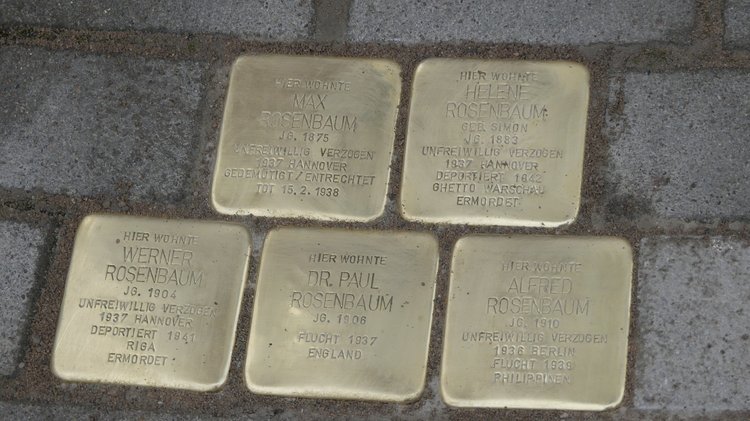 HIER WOHNTE
MAX
ROSENBAUM
JG. 1875
UNFREIWILLIG VERZOGEN
1937 HANNOVER
GEDEMÜTIGT/ENTRECHTET
TOT 15.2.1938
HIER WOHNTE
HELENE
ROSENBAUM
GEB. SIMON
JG. 1883
UNFREIWILLIG VERZOGEN
1937 HANNOVER
DEPORTIERT 1942
GHETTO WARSCHAU
ERMORDET
HIER WOHNTE
WERNER
ROSENBAUM
JG. 1904
UNFREIWILLIG VERZOGEN
1937 HANNOVER
DEPORTIERT 1941
RIGA
ERMORDET
HIER WOHNTE
DR. PAUL
ROSENBAUM
JG. 1906
FLUCHT 1937
ENGLAND
HIER WOHNTE
ALFRED
ROSENBAUM
JG. 1910
UNFREIWILLIG VERZOGEN
1936 BERLIN
FLUCHT 1939
PHILIPPINEN